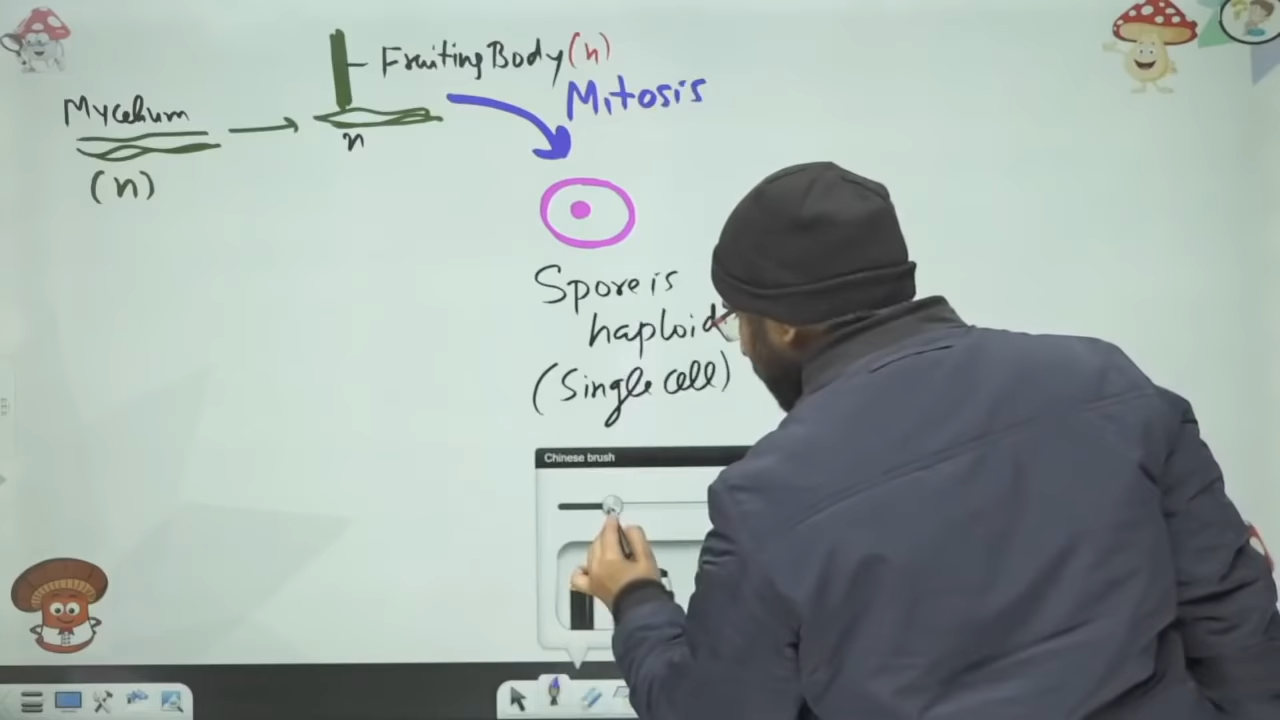 Mycelium
(n)
n
Fruiting Body (n)
Mitosis
Spore is
haploid
(Single cell)
Chinese brush